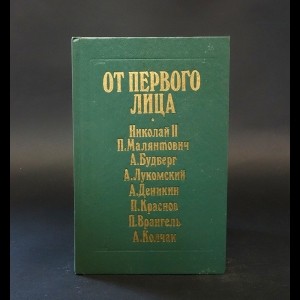 ОТ ПЕРВОГО
ЛИЦА
Николай II
П.Малянтович
А.Будберг
А.Лукомский
А.Деникин
П.Краснов
П.Врангель
А.Колчак